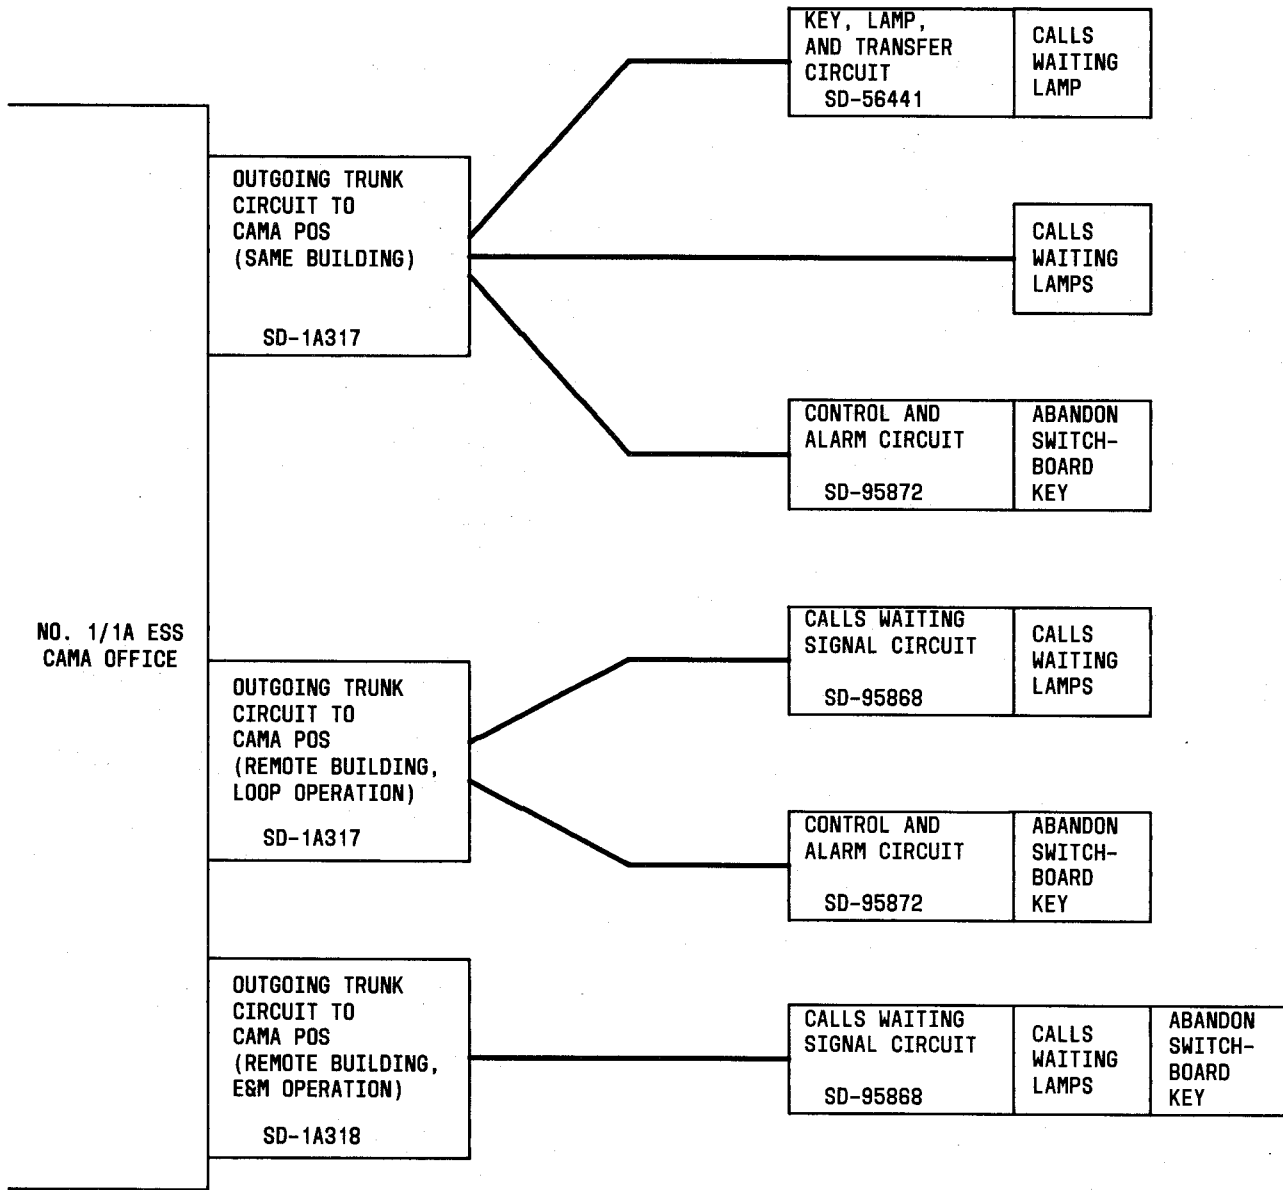 NO. 1/1A ESS
CAMA OFFICE
OUTGOING TRUNK
CIRCUIT TO
CAMA POS
(SAME BUILDING)
SD-1A317
KEY, LAMP,
AND TRANSFER
CIRCUIT
SD-56441
CALLS
WAITING
LAMP
CALLS
WAITING
LAMPS
CONTROL AND
ALARM CIRCUIT
SD-95872
ABANDON
SWITCH-
BOARD
KEY
OUTGOING TRUNK
CIRCUIT TO
CAMA POS
(REMOTE BUILDING,
LOOP OPERATION)
SD-1A317
CALLS WAITING
SIGNAL CIRCUIT
SD-95868
CALLS
WAITING
LAMPS
CONTROL AND
ALARM CIRCUIT
SD-95872
ABANDON
SWITCH-
BOARD
KEY
OUTGOING TRUNK
CIRCUIT TO
CAMA POS
(REMOTE BUILDING,
E&M OPERATION)
SD-1A318
CALLS WAITING
SIGNAL CIRCUIT
SD-95868
CALLS
WAITING
LAMPS
ABANDON
SWITCH-
BOARD
KEY